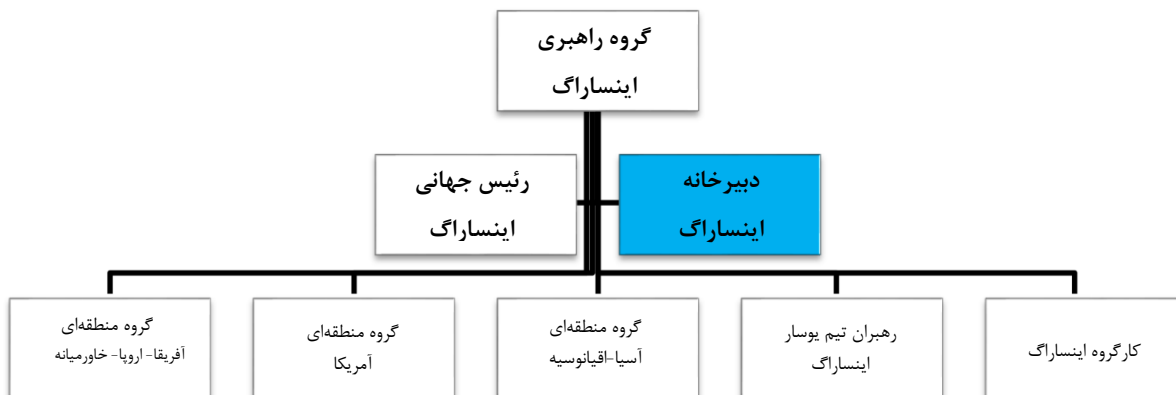 گروه راهبری
اینساراگ
دبیرخانه
اینساراگ
رئیس جهانی
اینساراگ
کارگروه اینساراگ
رهبران تیم یوسار
اینساراگ
گروه منطقه‌ای
آسیا-اقیانوسیه
گروه منطقه‌ای
آمریکا
گروه منطقه‌ای
آفریقا- اروپا- خاورمیانه